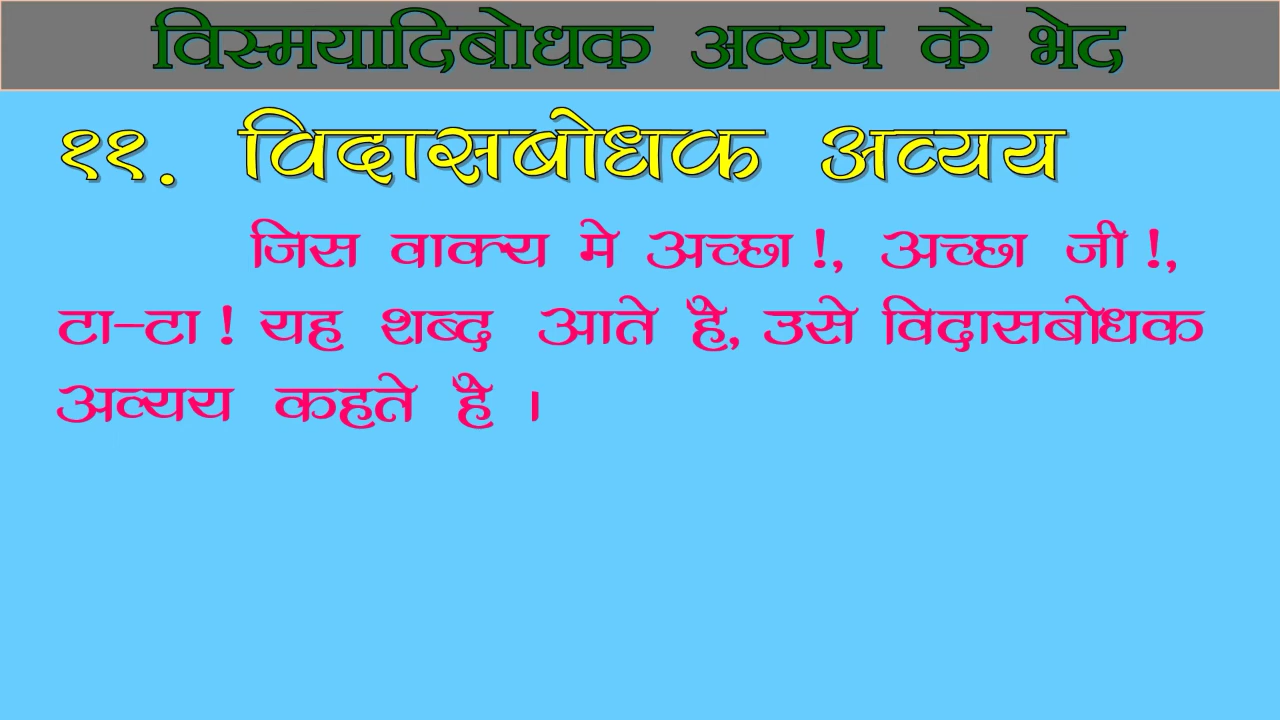 विस्मयादिबोधक अव्यय के भेद
११. विदासबोधक अव्यय
जिस वाक्य मे अच्छा !, अच्छा जी !,
टा-टा ! यह शब्द आते है, उसे विदासबोधक
अव्यय कहते है ।